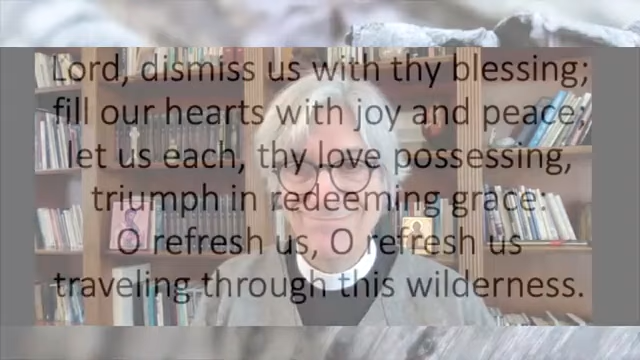 Lord, dismiss us with thy blessing;
fill our hearts with joy and peace;
let us each, thy love possessing,
triumph in redeeming grace:
O refresh us, O refresh us
traveling through this wilderness.